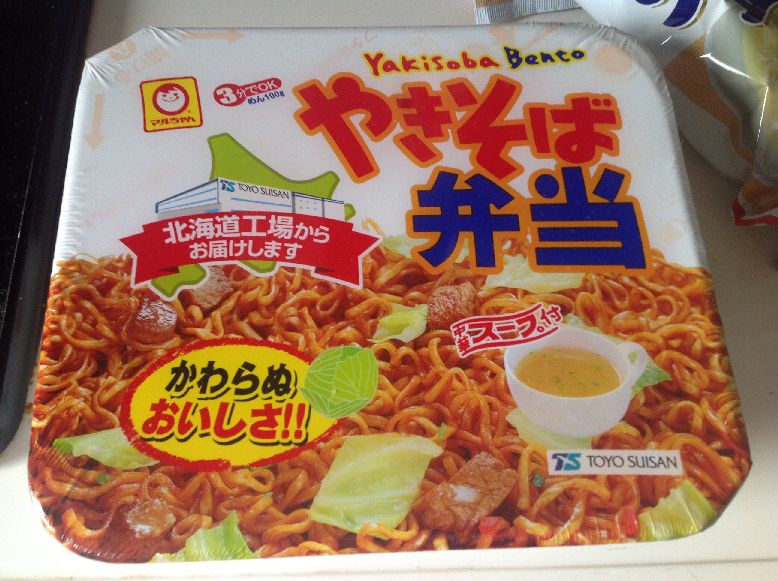 Yakisoba Bento
3分でOK
めん100g
マルちゃん
やきそば
弁当
TS TOYO SUISAN
北海道工場から
お届けします
中華スープ付
かわらぬ
おいしさ!!
TS TOYO SUISAN